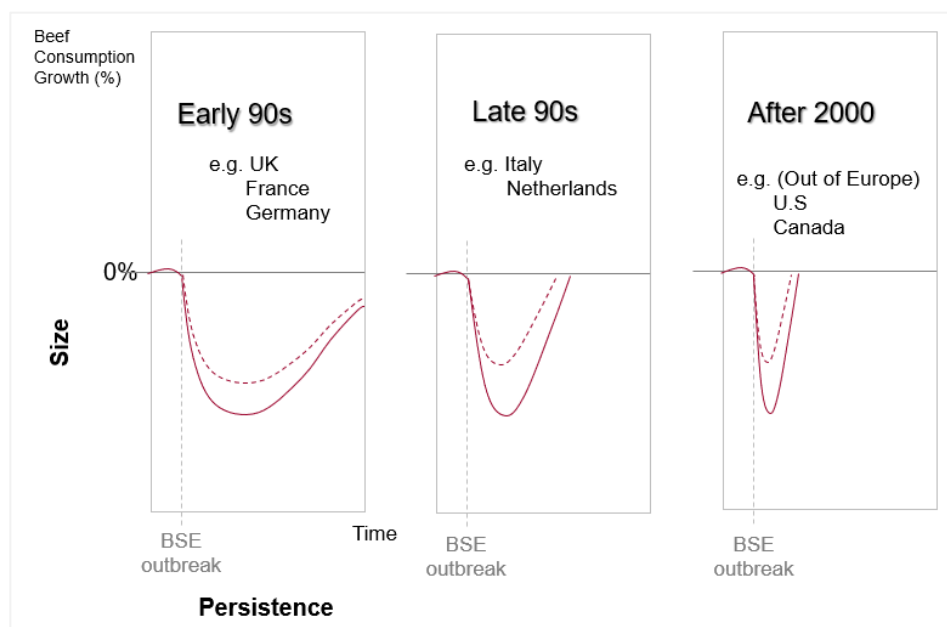 Beef
Consumption
Growth (%)
Early 90s
e.g. UK
France
Germany
Late 90s
e.g. Italy
Netherlands
After 2000
e.g. (Out of Europe)
U.S
Canada
0%
Size
Time
BSE
outbreak
BSE
outbreak
BSE
outbreak
Persistence